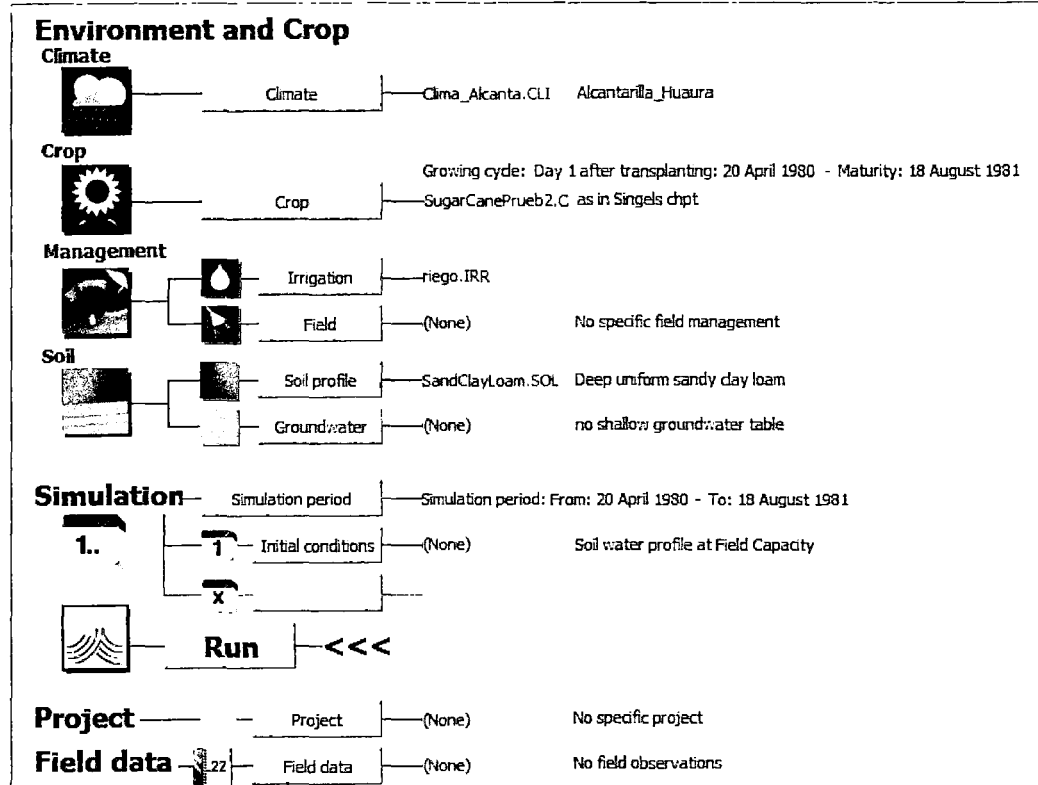 Environment and Crop
Climate
Climate Clima_Alcanta.CLI Alcantarilla_Huaura
Crop
Growing cycle: Day 1 after transplanting: 20 April 1980 - Maturity: 18 August 1981
Crop SugarCanePrueb2.C as in Singels chpt
Management
Irrigation riego.IRR
Field (None) No specific field management
Soil
Soil profile SandClayLoam.SOL Deep uniform sandy clay loam
Groundwater (None) no shallow groundwater table
Simulation Simulation period Simulation period: From: 20 April 1980 - To: 18 August 1981
1.. 1 Initial conditions (None) Soil water profile at Field Capacity
x
Run <<<
Project Project (None) No specific project
Field data .22 Field data (None) No field observations